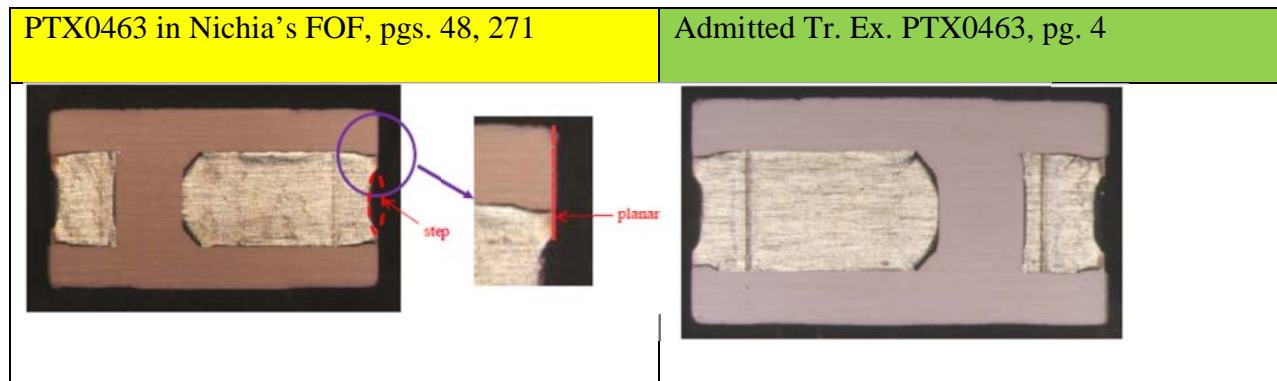 PTX0463 in Nichia's FOF, pgs. 48, 271
Admitted Tr. Ex. PTX0463, pg. 4
step
planar